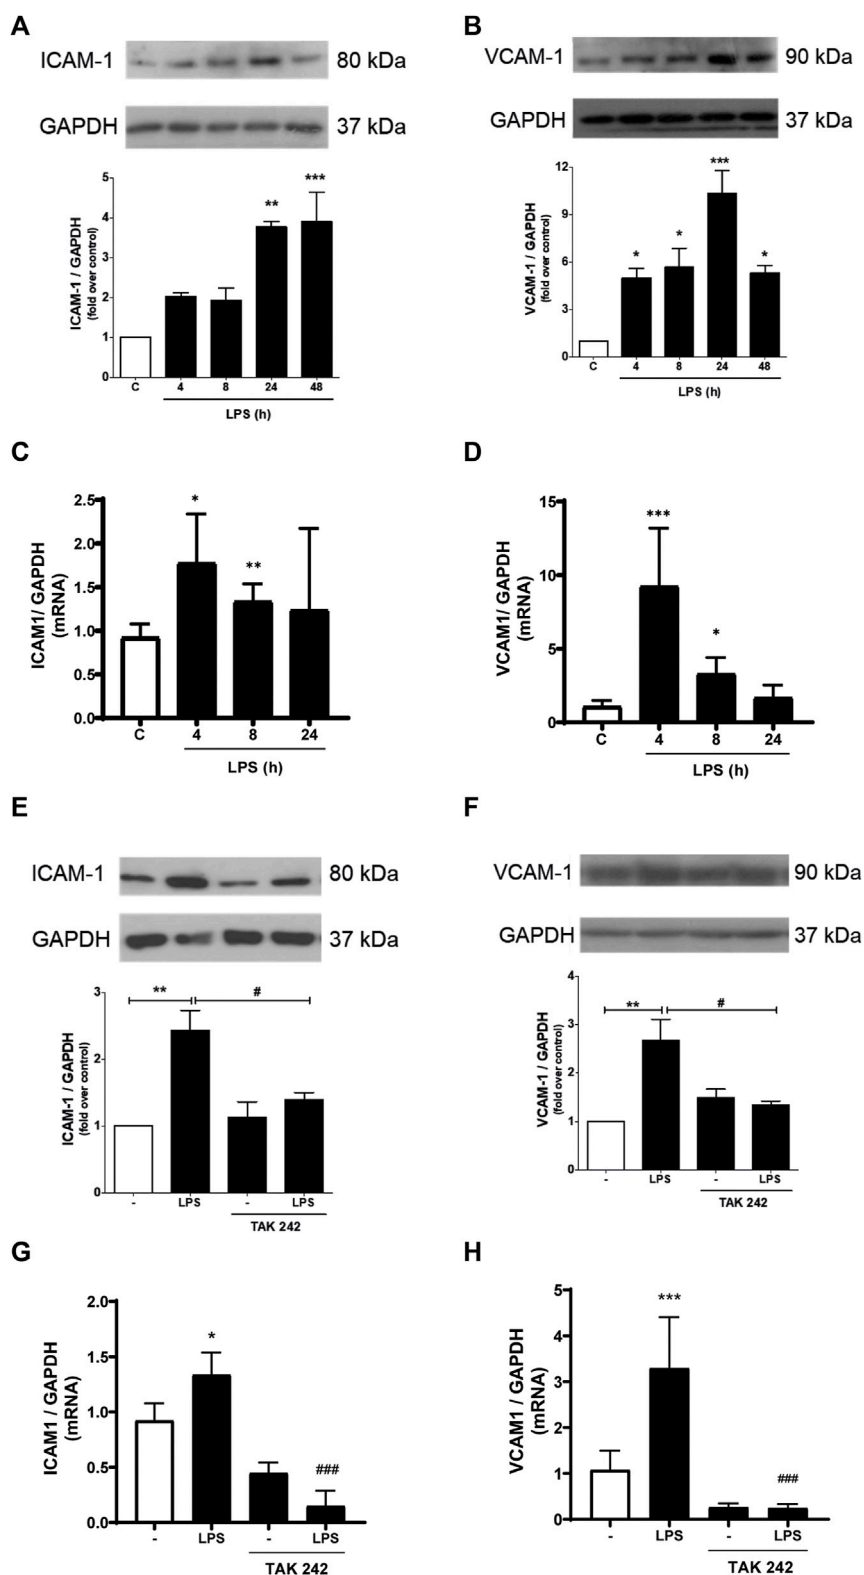 A
ICAM-1 80 kDa
GAPDH 37 kDa
ICAM-1 / GAPDH
(fold over control)
5
4
3
2
1
0
** ***
C 4 8 24 48
LPS (h)
B
VCAM-1 90 kDa
GAPDH 37 kDa
VCAM-1 / GAPDH
(fold over control)
12
9
6
3
0
* * *** *
C 4 8 24 48
LPS (h)
C
ICAM1/ GAPDH
(mRNA)
2.5
2.0
1.5
1.0
0.5
0.0
* **
C 4 8 24
LPS (h)
D
VCAM1/ GAPDH
(mRNA)
15
10
5
0
*** *
C 4 8 24
LPS (h)
E
ICAM-1 80 kDa
GAPDH 37 kDa
ICAM-1 / GAPDH
(fold over control)
3
2
1
0
** #
- LPS - LPS
TAK 242
F
VCAM-1 90 kDa
GAPDH 37 kDa
VCAM-1 / GAPDH
(fold over control)
4
3
2
1
0
** #
- LPS - LPS
TAK 242
G
ICAM1 / GAPDH
(mRNA)
2.0
1.5
1.0
0.5
0.0
* ###
- LPS - LPS
TAK 242
H
VCAM1 / GAPDH
(mRNA)
5
4
3
2
1
0
*** ###
- LPS - LPS
TAK 242